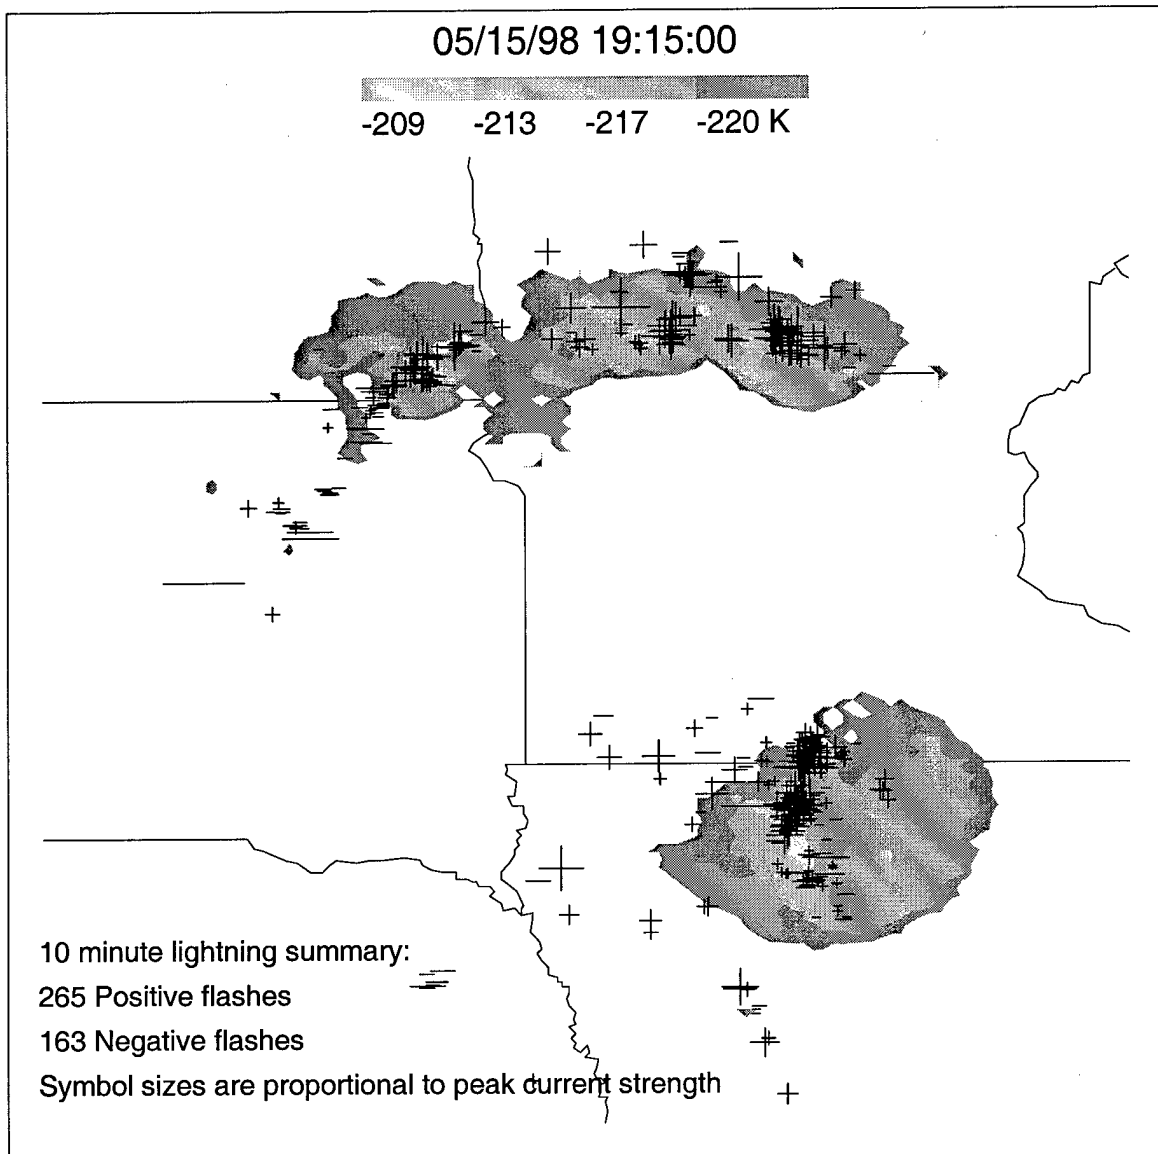 05/15/98 19:15:00
-209 -213 -217 -220 K
10 minute lightning summary:
265 Positive flashes
163 Negative flashes
Symbol sizes are proportional to peak current strength